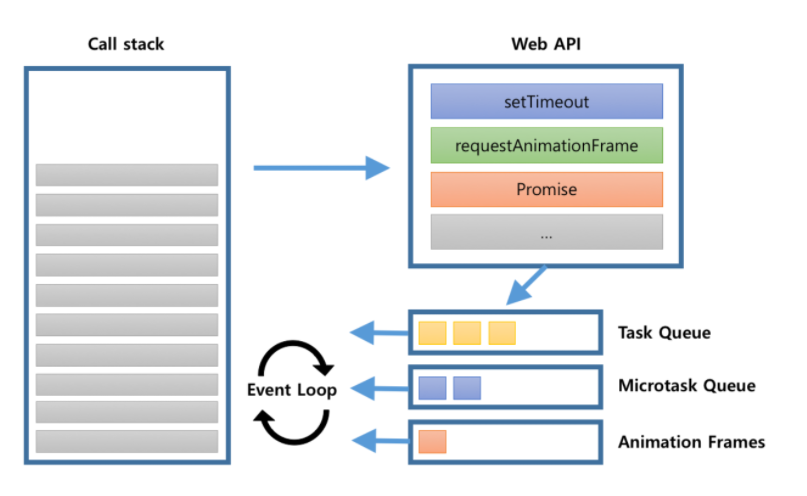 Call stack
Web API
setTimeout
requestAnimationFrame
Promise
...
Task Queue
Event Loop
Microtask Queue
Animation Frames